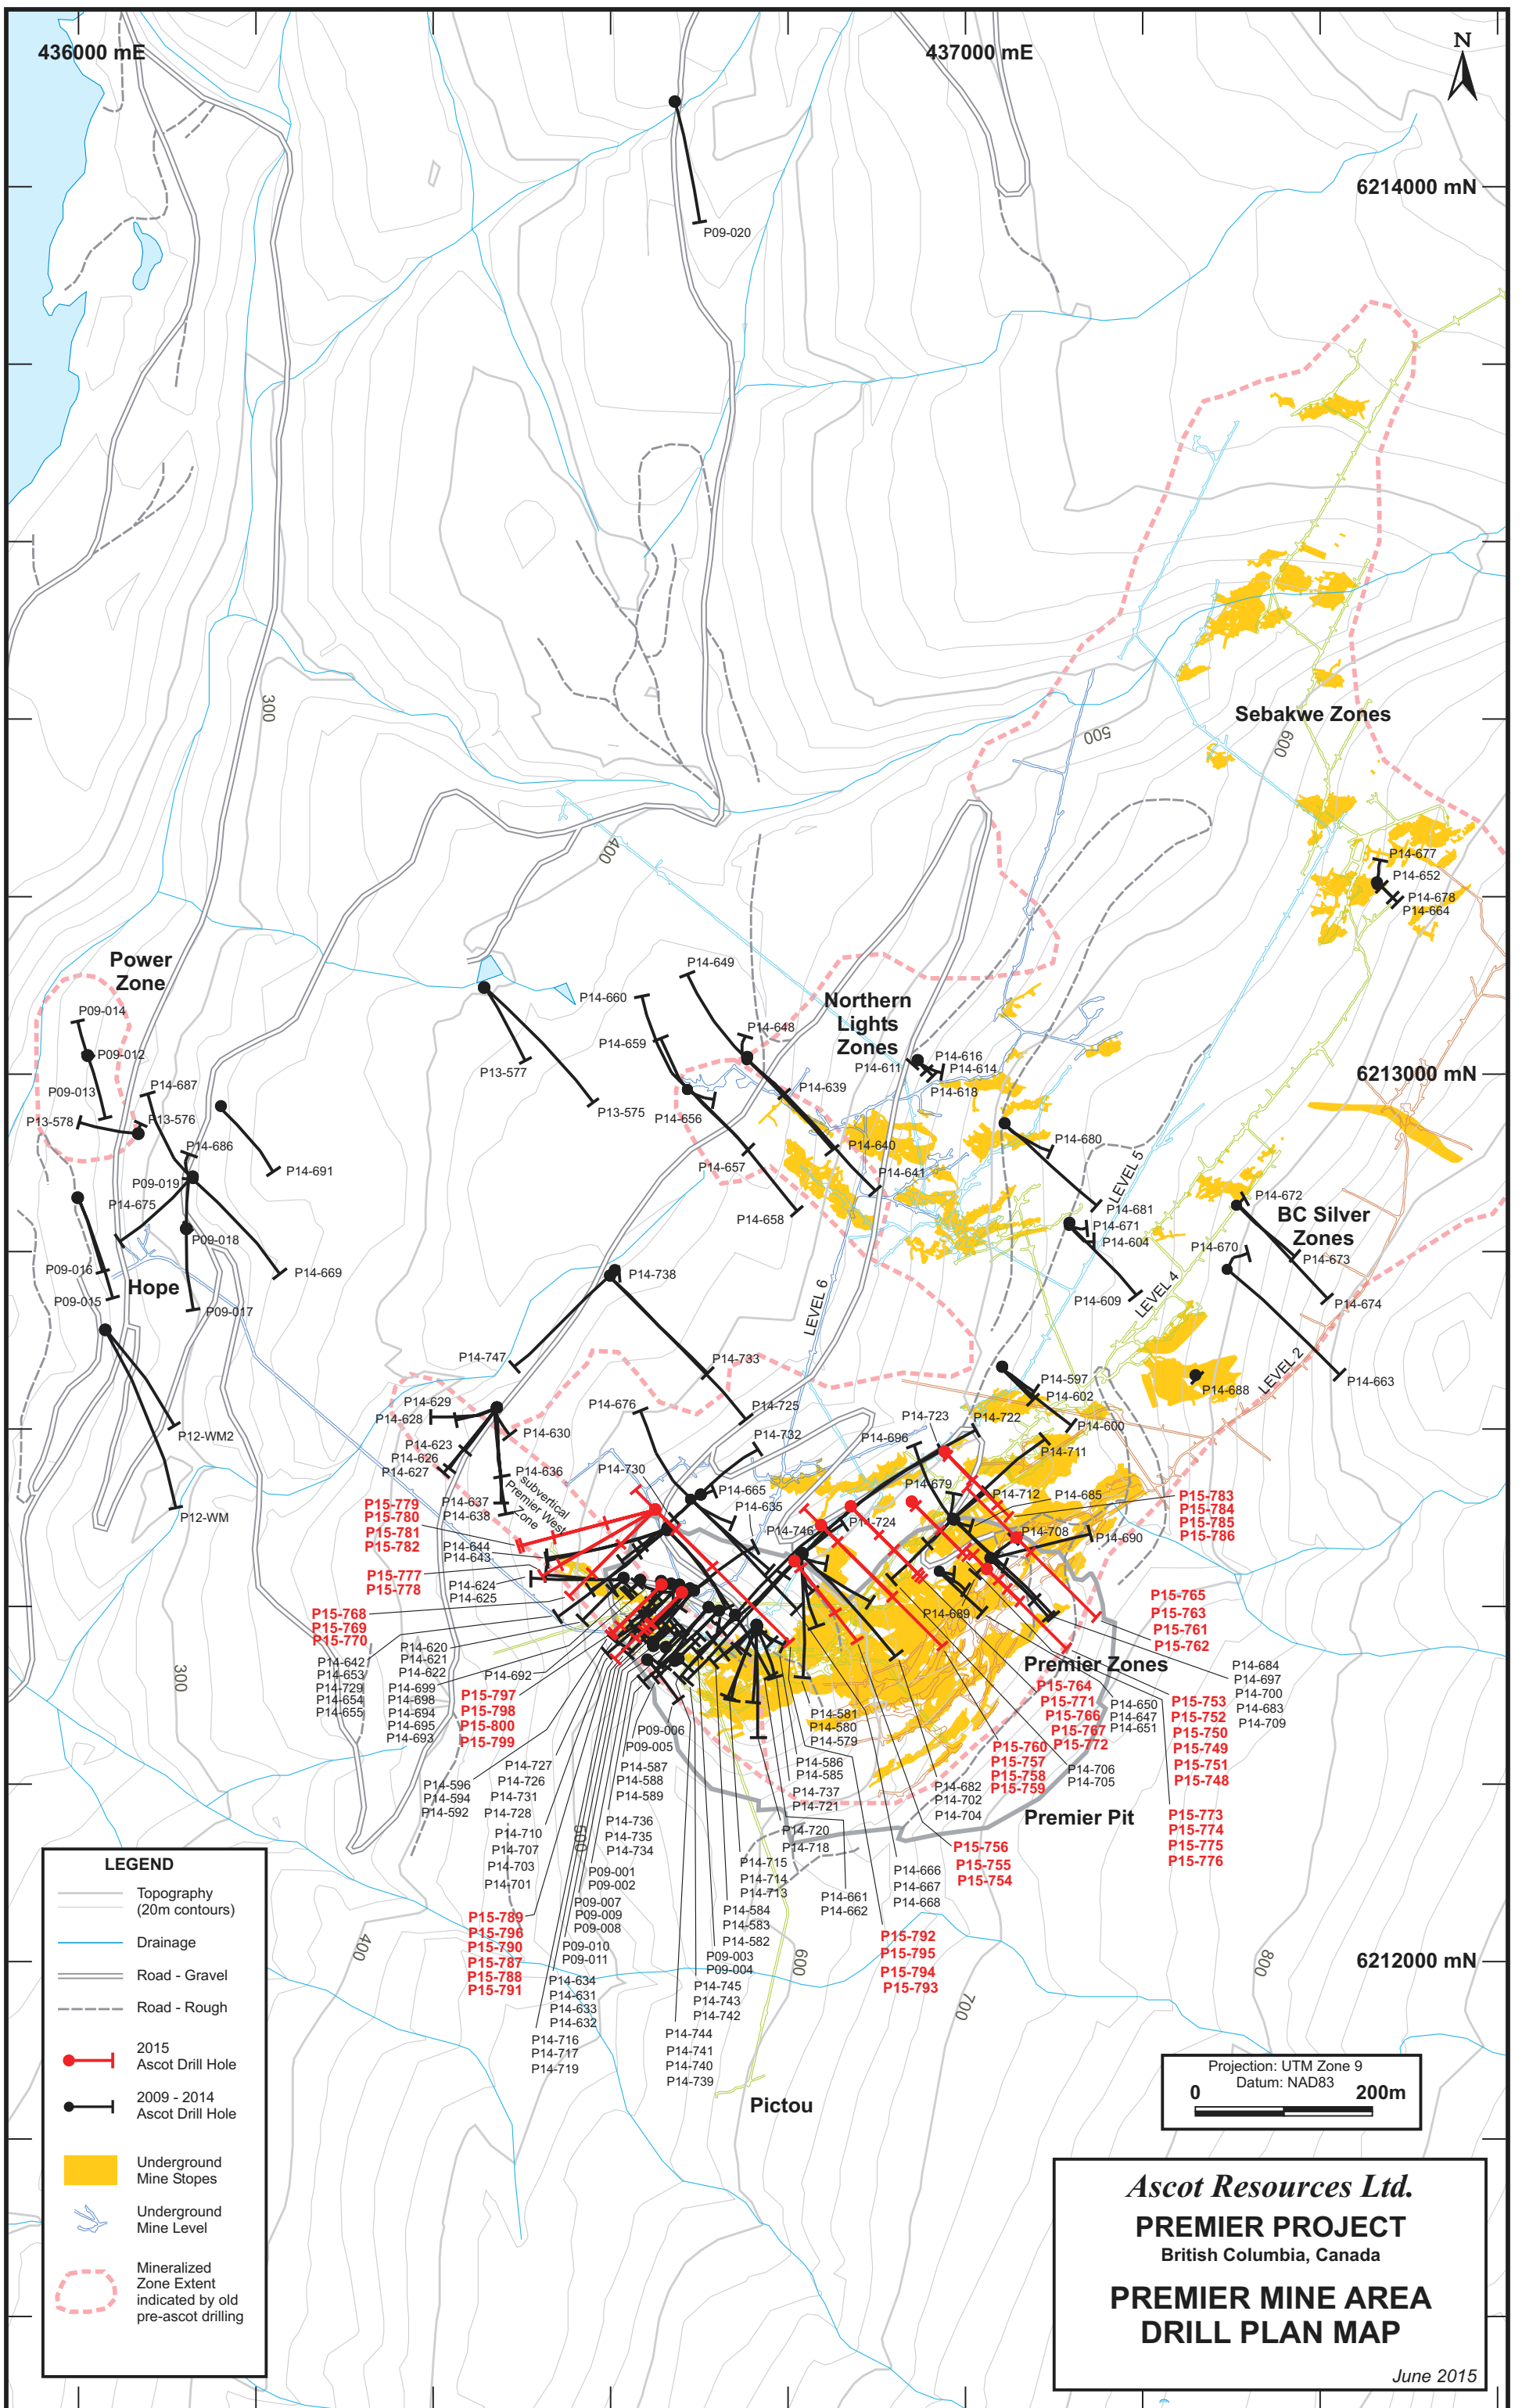 436000 mE
437000 mE
N
6214000 mN
P09-020
300
Sebakwe Zones
500
600
400
P14-677
P14-652
P14-678
P14-664
Power
Zone
P09-014
P09-012
P09-013
P14-687
P13-578
P13-576
P14-686
P14-691
P09-019
P14-675
P09-018
P09-016
Hope
P09-015
P09-017
P14-669
P12-WM2
P12-WM
P13-577
P13-575
P14-649
P14-660
P14-648
P14-659
P14-639
P14-656
P14-640
P14-657
P14-641
P14-658
Northern
Lights
Zones
P14-616
P14-611
P14-614
P14-618
6213000 mN
P14-680
LEVEL 5
P14-681
P14-671
P14-604
P14-609
P14-672
BC Silver
Zones
P14-670
P14-673
P14-674
LEVEL 4
LEVEL 6
LEVEL 2
P14-663
P14-688
P14-738
P14-747
P14-733
P14-725
P14-597
P14-602
P14-600
P14-629
P14-628
P14-630
P14-623
P14-626
P14-627
P14-636
P14-637
P14-638
subvertical
Premier West
Zone
P14-676
P14-732
P14-730
P14-665
P14-635
P14-723
P14-722
P14-696
P14-711
P14-679
P14-712
P14-685
P14-746
P14-724
P14-708
P14-690
P14-689
P15-783
P15-784
P15-785
P15-786
P15-779
P15-780
P15-781
P15-782
P14-644
P14-643
P15-777
P15-778
P14-624
P14-625
P15-768
P15-769
P15-770
P14-642
P14-653
P14-729
P14-654
P14-655
P14-620
P14-621
P14-622
P14-699
P14-698
P14-694
P14-695
P14-693
P14-692
P15-797
P15-798
P15-800
P15-799
P15-765
P15-763
P15-761
P15-762
Premier Zones
P14-684
P14-697
P14-700
P14-683
P14-709
P15-764
P15-771
P15-766
P15-767
P15-772
P14-650
P14-647
P14-651
P15-753
P15-752
P15-750
P15-749
P15-751
P15-748
P09-006
P09-005
P14-581
P14-580
P14-579
P14-586
P14-585
P14-587
P14-588
P14-589
P15-760
P15-757
P15-758
P15-759
P14-706
P14-705
P14-682
P14-702
P14-704
P14-596
P14-594
P14-592
P14-727
P14-726
P14-731
P14-728
P14-737
P14-721
P14-736
P14-735
P14-734
P14-720
P14-718
Premier Pit
P15-773
P15-774
P15-775
P15-776
P14-710
P14-707
P14-703
P14-701
500
P09-001
P09-002
P14-715
P14-714
P14-713
P14-661
P14-662
P14-666
P14-667
P14-668
P15-756
P15-755
P15-754
P09-007
P09-009
P09-008
P14-584
P14-583
P14-582
P15-789
P15-796
P15-790
P15-787
P15-788
P15-791
P09-010
P09-011
P09-003
P09-004
P15-792
P15-795
P15-794
P15-793
P14-634
P14-631
P14-633
P14-632
P14-745
P14-743
P14-742
P14-716
P14-717
P14-719
P14-744
P14-741
P14-740
P14-739
300
400
600
700
800
6212000 mN
Pictou
LEGEND
Topography
(20m contours)
Drainage
Road - Gravel
Road - Rough
2015
Ascot Drill Hole
2009 - 2014
Ascot Drill Hole
Underground
Mine Stopes
Underground
Mine Level
Mineralized
Zone Extent
indicated by old
pre-ascot drilling
Projection: UTM Zone 9
Datum: NAD83
0 200m
Ascot Resources Ltd.
PREMIER PROJECT
British Columbia, Canada
PREMIER MINE AREA
DRILL PLAN MAP
June 2015